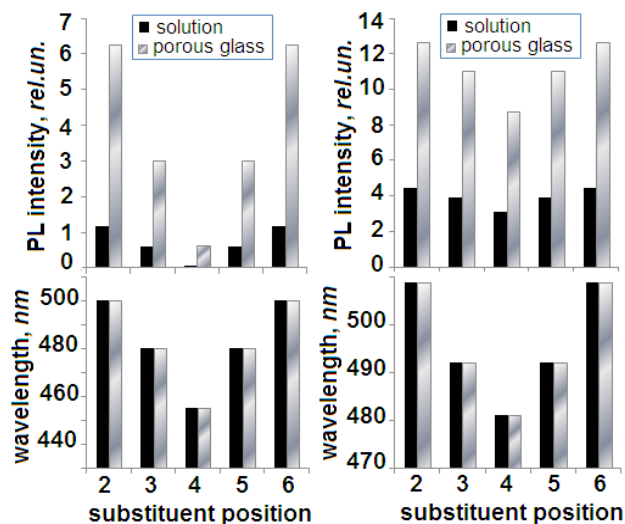 7
6
5
4
3
2
1
0
PL intensity, rel.un.
solution
porous glass
14
12
10
8
6
4
2
0
PL intensity, rel.un.
solution
porous glass
500
480
460
440
wavelength, nm
2 3 4 5 6
substituent position
500
490
480
470
wavelength, nm
2 3 4 5 6
substituent position